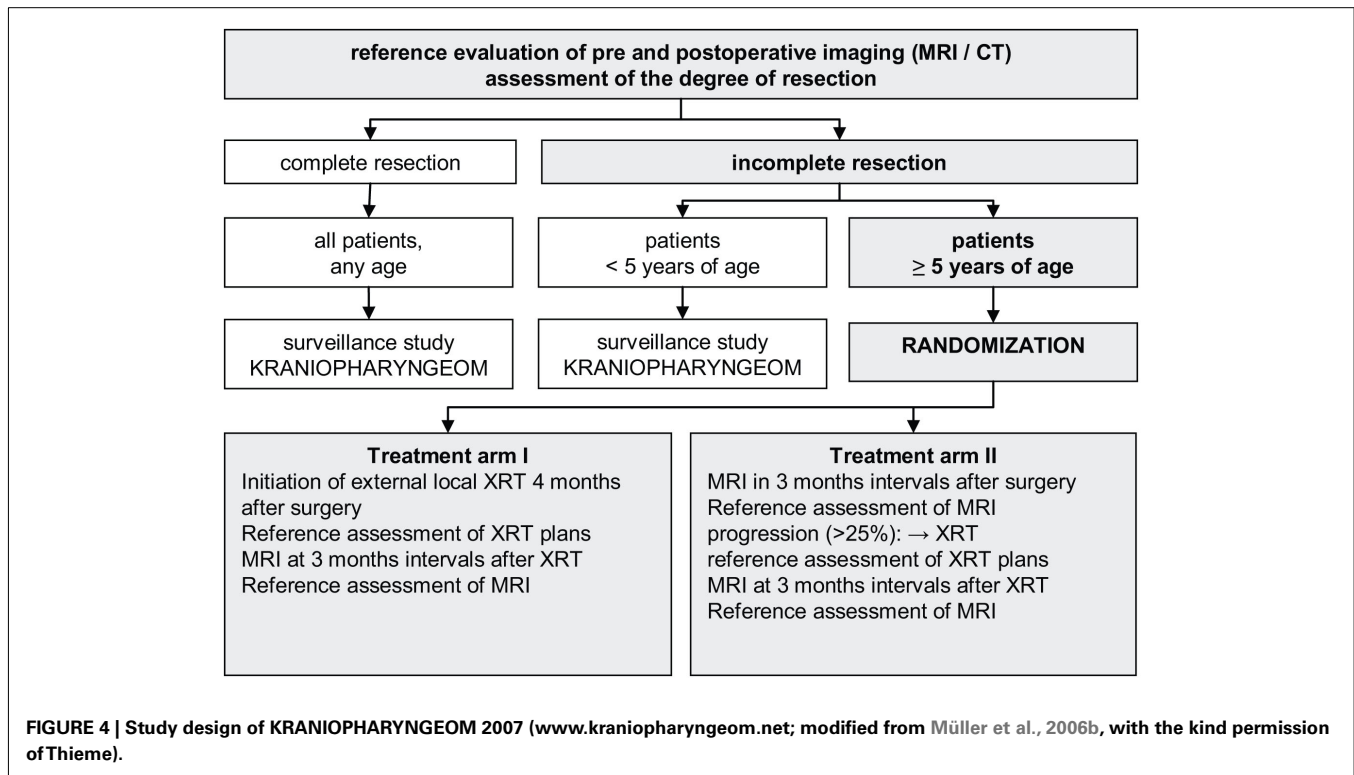 reference evaluation of pre and postoperative imaging (MRI / CT)
assessment of the degree of resection
complete resection
incomplete resection
all patients,
any age
patients
< 5 years of age
patients
≥ 5 years of age
surveillance study
KRANIOPHARYNGEOM
surveillance study
KRANIOPHARYNGEOM
RANDOMIZATION
Treatment arm I
Initiation of external local XRT 4 months
after surgery
Reference assessment of XRT plans
MRI at 3 months intervals after XRT
Reference assessment of MRI
Treatment arm II
MRI in 3 months intervals after surgery
Reference assessment of MRI
progression (>25%): → XRT
reference assessment of XRT plans
MRI at 3 months intervals after XRT
Reference assessment of MRI
FIGURE 4 | Study design of KRANIOPHARYNGEOM 2007 (www.kraniopharyngeom.net; modified from Müller et al., 2006b, with the kind permission
of Thieme).